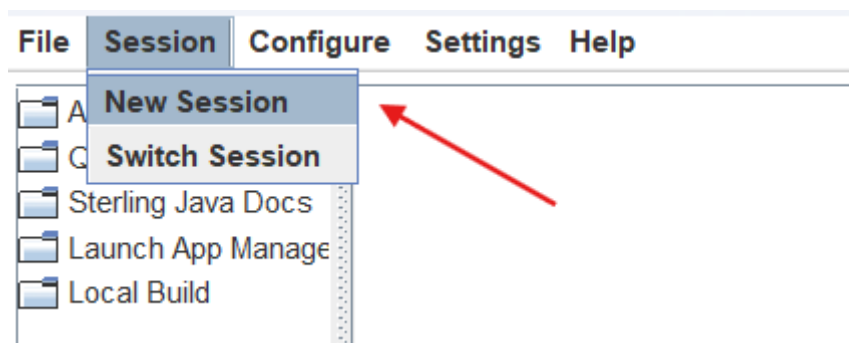 File Session Configure Settings Help
New Session
Switch Session
Sterling Java Docs
Launch App Manage
Local Build